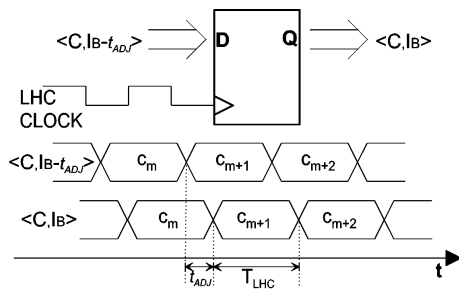 <C,IB-tADJ> D Q <C,IB>
LHC
CLOCK
<C,IB-tADJ> cm cm+1 cm+2
<C,IB> cm cm+1 cm+2
tADJ TLHC t